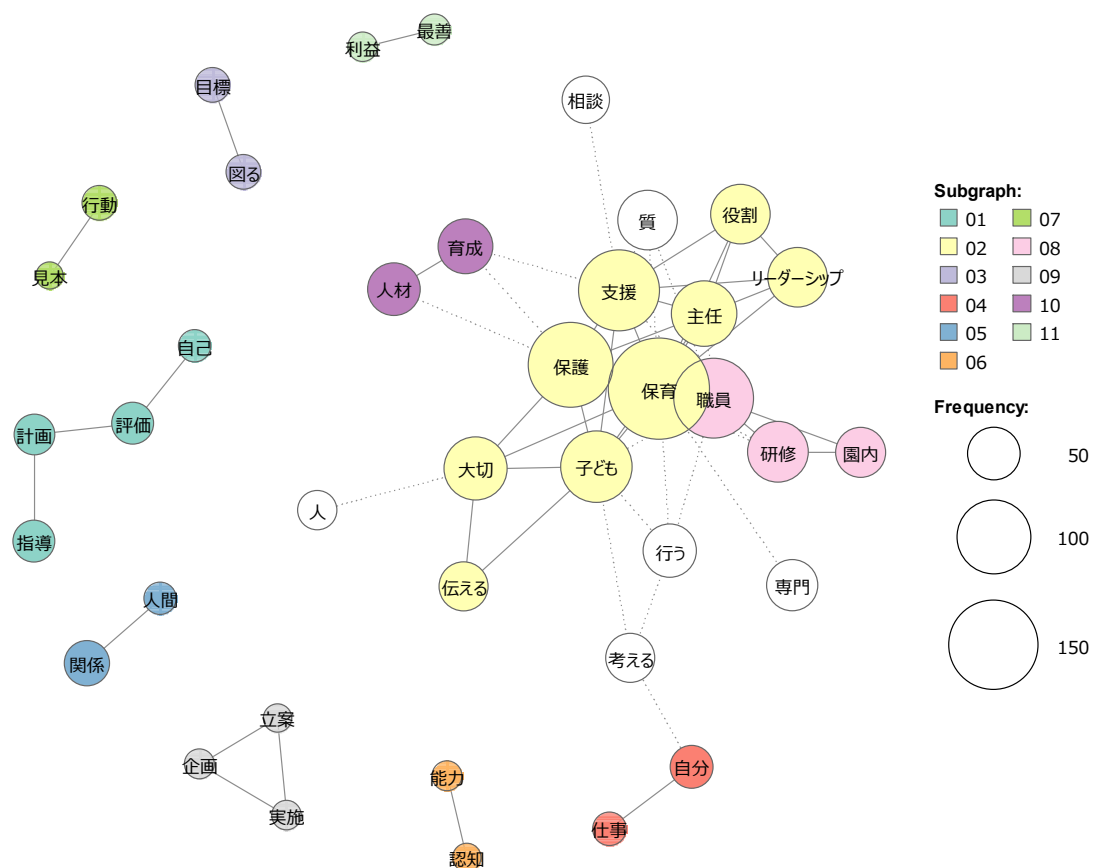 最善
利益
目標
相談
図る
行動
質
役割
育成
見本
人材
支援
リーダーシップ
主任
自己
保護
保育
職員
計画
評価
大切
子ども
研修
園内
人
指導
行う
伝える
専門
人間
関係
考える
立案
企画
実施
能力
自分
仕事
認知
Subgraph:
01 07
02 08
03 09
04 10
05 11
06
Frequency:
50
100
150